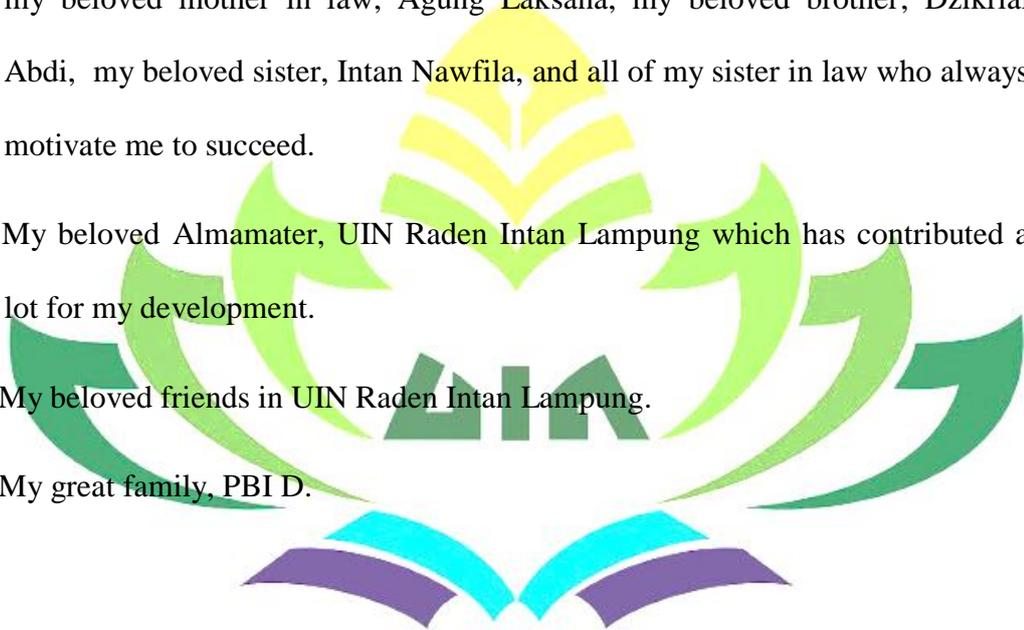 my beloved mother in law, Agung Laksana, my beloved brother, Dzikrian
Abdi, my beloved sister, Intan Nawfila, and all of my sister in law who always
motivate me to succeed.
My beloved Almamater, UIN Raden Intan Lampung which has contributed a
lot for my development.
My beloved friends in UIN Raden Intan Lampung.
UIN
My great family, PBI D.